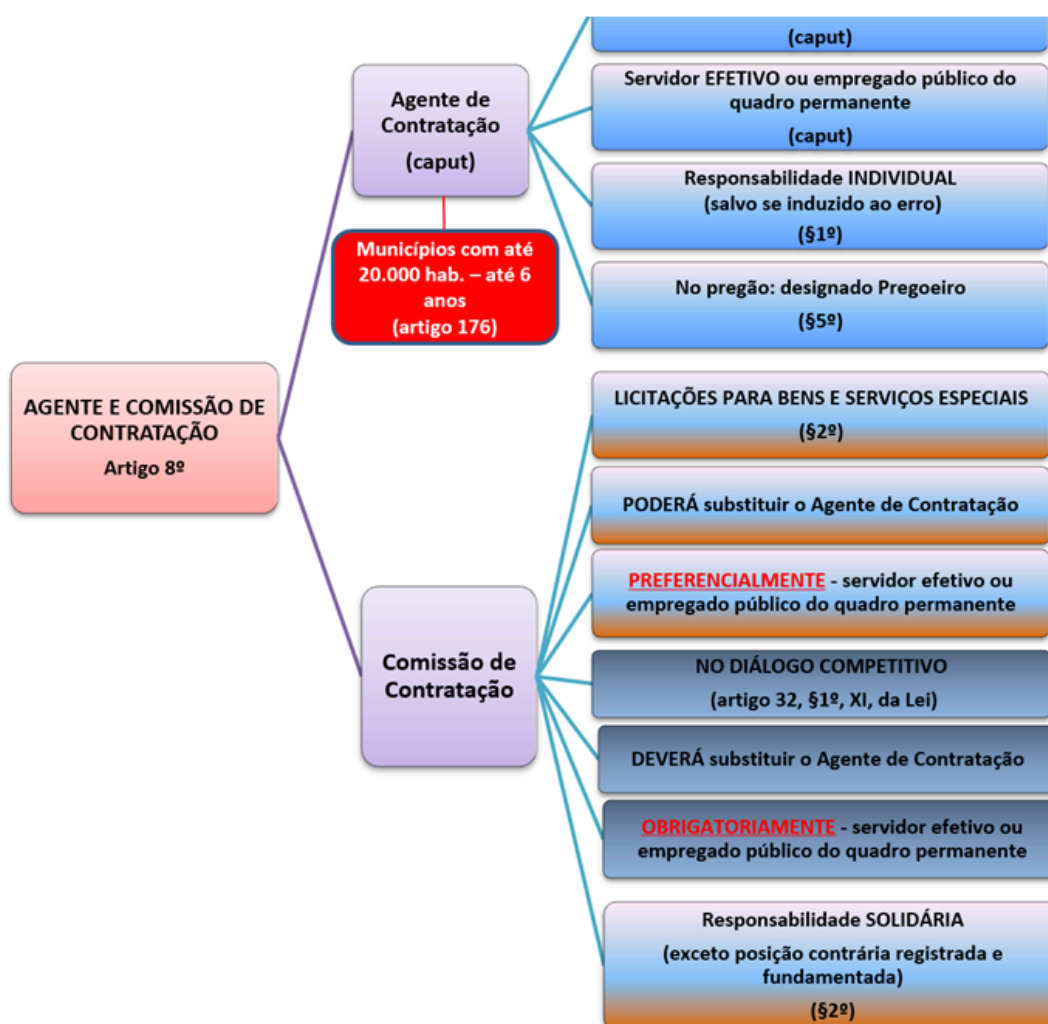 (caput)
Servidor EFETIVO ou empregado público do
quadro permanente
(caput)
Agente de
Contratação
(caput)
Responsabilidade INDIVIDUAL
(salvo se induzido ao erro)
(§1º)
Municípios com até
20.000 hab. – até 6
anos
(artigo 176)
No pregão: designado Pregoeiro
(§5º)
AGENTE E COMISSÃO DE
CONTRATAÇÃO
Artigo 8º
LICITAÇÕES PARA BENS E SERVIÇOS ESPECIAIS
(§2º)
PODERÁ substituir o Agente de Contratação
PREFERENCIALMENTE - servidor efetivo ou
empregado público do quadro permanente
Comissão de
Contratação
NO DIÁLOGO COMPETITIVO
(artigo 32, §1º, XI, da Lei)
DEVERÁ substituir o Agente de Contratação
OBRIGATORIAMENTE - servidor efetivo ou
empregado público do quadro permanente
Responsabilidade SOLIDÁRIA
(exceto posição contrária registrada e
fundamentada)
(§2º)